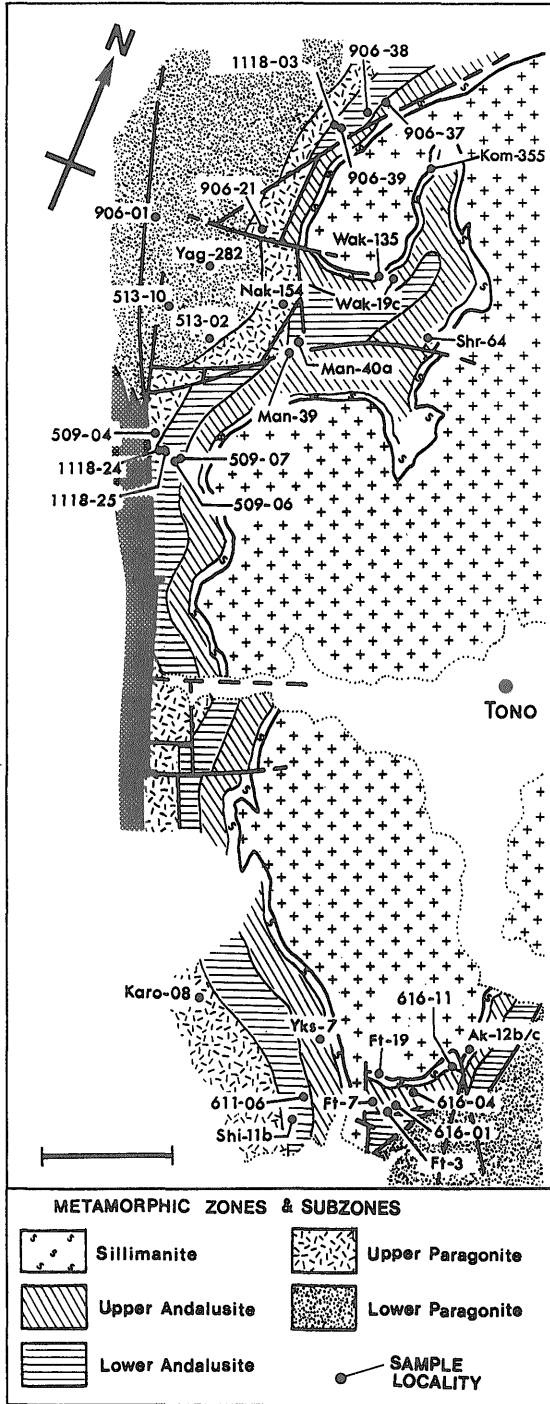 N
906-38
1118-03
906-37
Kom-355
906-39
906-21
906-01
Wak-135
Yag-282
Nak-154
Wak-19c
513-10
513-02
Shr-64
Man-40a
Man-39
509-04
1118-24
509-07
1118-25
509-06
TONO
Karo-08
616-11
Yks-7
Ft-19
Ak-12b/c
611-06
Ft-7
616-04
Shi-11b
616-01
Ft-3
METAMORPHIC ZONES & SUBZONES
Sillimanite
Upper Paragonite
Upper Andalusite
Lower Paragonite
Lower Andalusite
SAMPLE
LOCALITY